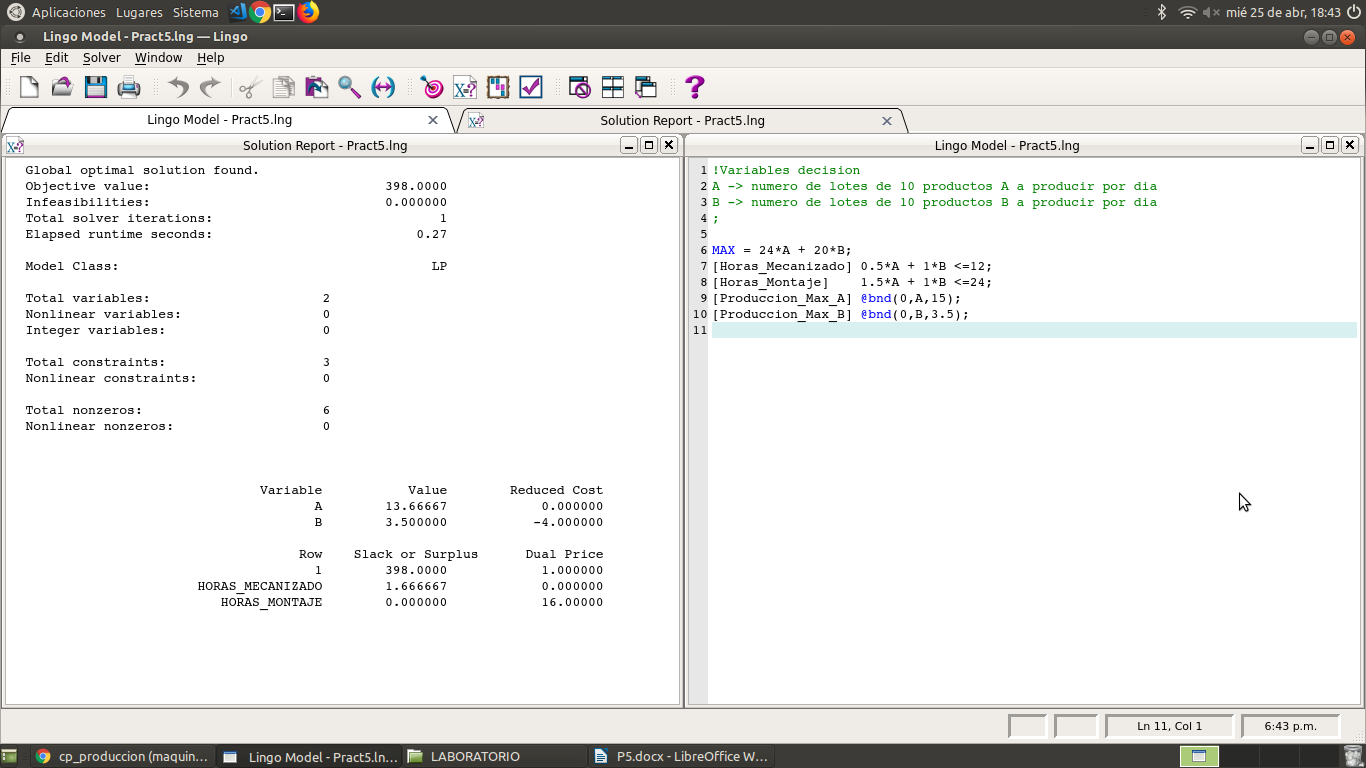 Aplicaciones Lugares Sistema mié 25 de abr, 18:43
Lingo Model - Pract5.lng — Lingo
File Edit Solver Window Help
Lingo Model - Pract5.lng Solution Report - Pract5.lng
Solution Report - Pract5.lng
Global optimal solution found.
Objective value: 398.0000
Infeasibilities: 0.000000
Total solver iterations: 1
Elapsed runtime seconds: 0.27
Model Class: LP
Total variables: 2
Nonlinear variables: 0
Integer variables: 0
Total constraints: 3
Nonlinear constraints: 0
Total nonzeros: 6
Nonlinear nonzeros: 0
Variable Value Reduced Cost
A 13.66667 0.000000
B 3.500000 -4.000000
Row Slack or Surplus Dual Price
1 398.0000 1.000000
HORAS_MECANIZADO 1.666667 0.000000
HORAS_MONTAJE 0.000000 16.00000
Lingo Model - Pract5.lng
1 !Variables decision
2 A -> numero de lotes de 10 productos A a producir por dia
3 B -> numero de lotes de 10 productos B a producir por dia
4 ;
5
6 MAX = 24*A + 20*B;
7 [Horas_Mecanizado] 0.5*A + 1*B <=12;
8 [Horas_Montaje] 1.5*A + 1*B <=24;
9 [Produccion_Max_A] @bnd(0,A,15);
10 [Produccion_Max_B] @bnd(0,B,3.5);
11
Ln 11, Col 1 6:43 p.m.
cp_produccion (maquin... Lingo Model - Pract5.ln... LABORATORIO P5.docx - LibreOffice W...